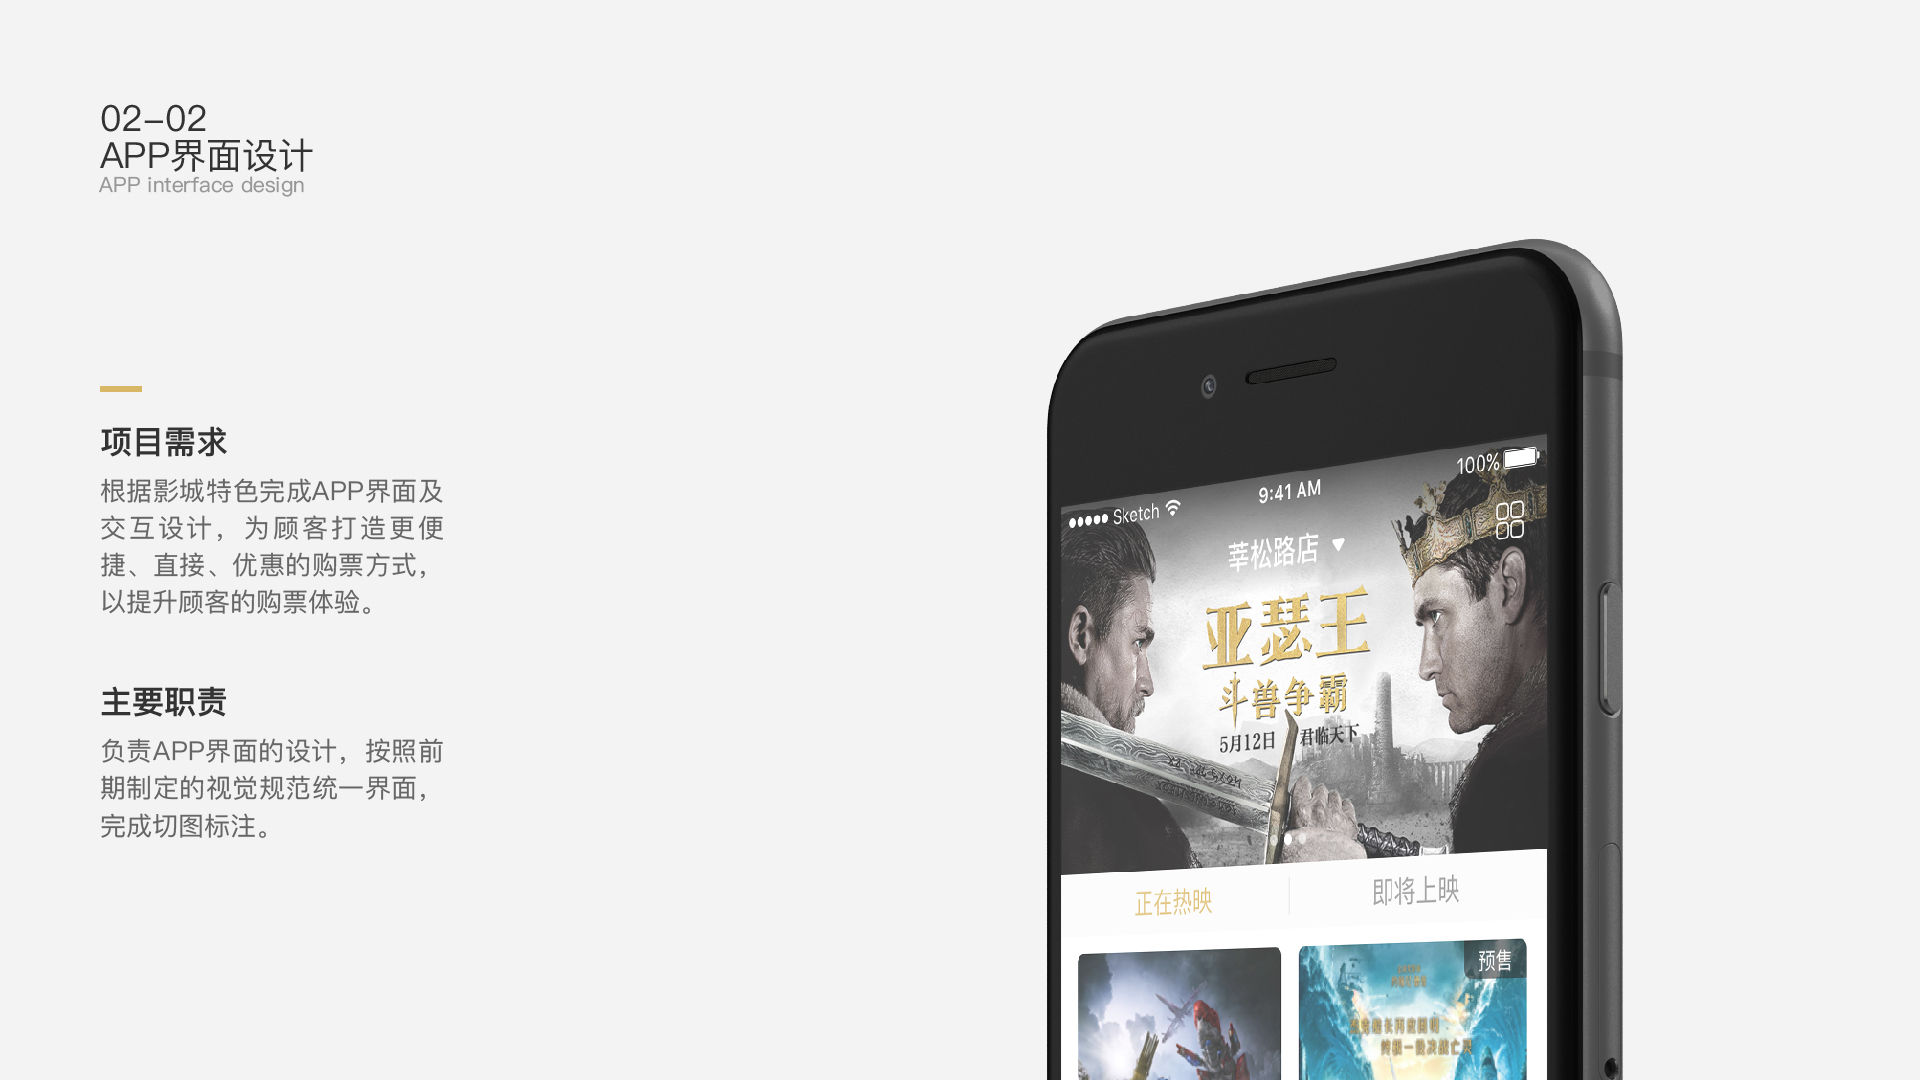 02-02
APP界面设计
APP interface design
项目需求
根据影城特色完成APP界面及
交互设计，为顾客打造更便
捷、直接、优惠的购票方式，
以提升顾客的购票体验。
主要职责
负责APP界面的设计，按照前
期制定的视觉规范统一界面，
完成切图标注。
Sketch 9:41 AM 100%
莘松路店
亚瑟王
斗兽争霸
5月12日 君临天下
正在热映 即将上映
预售